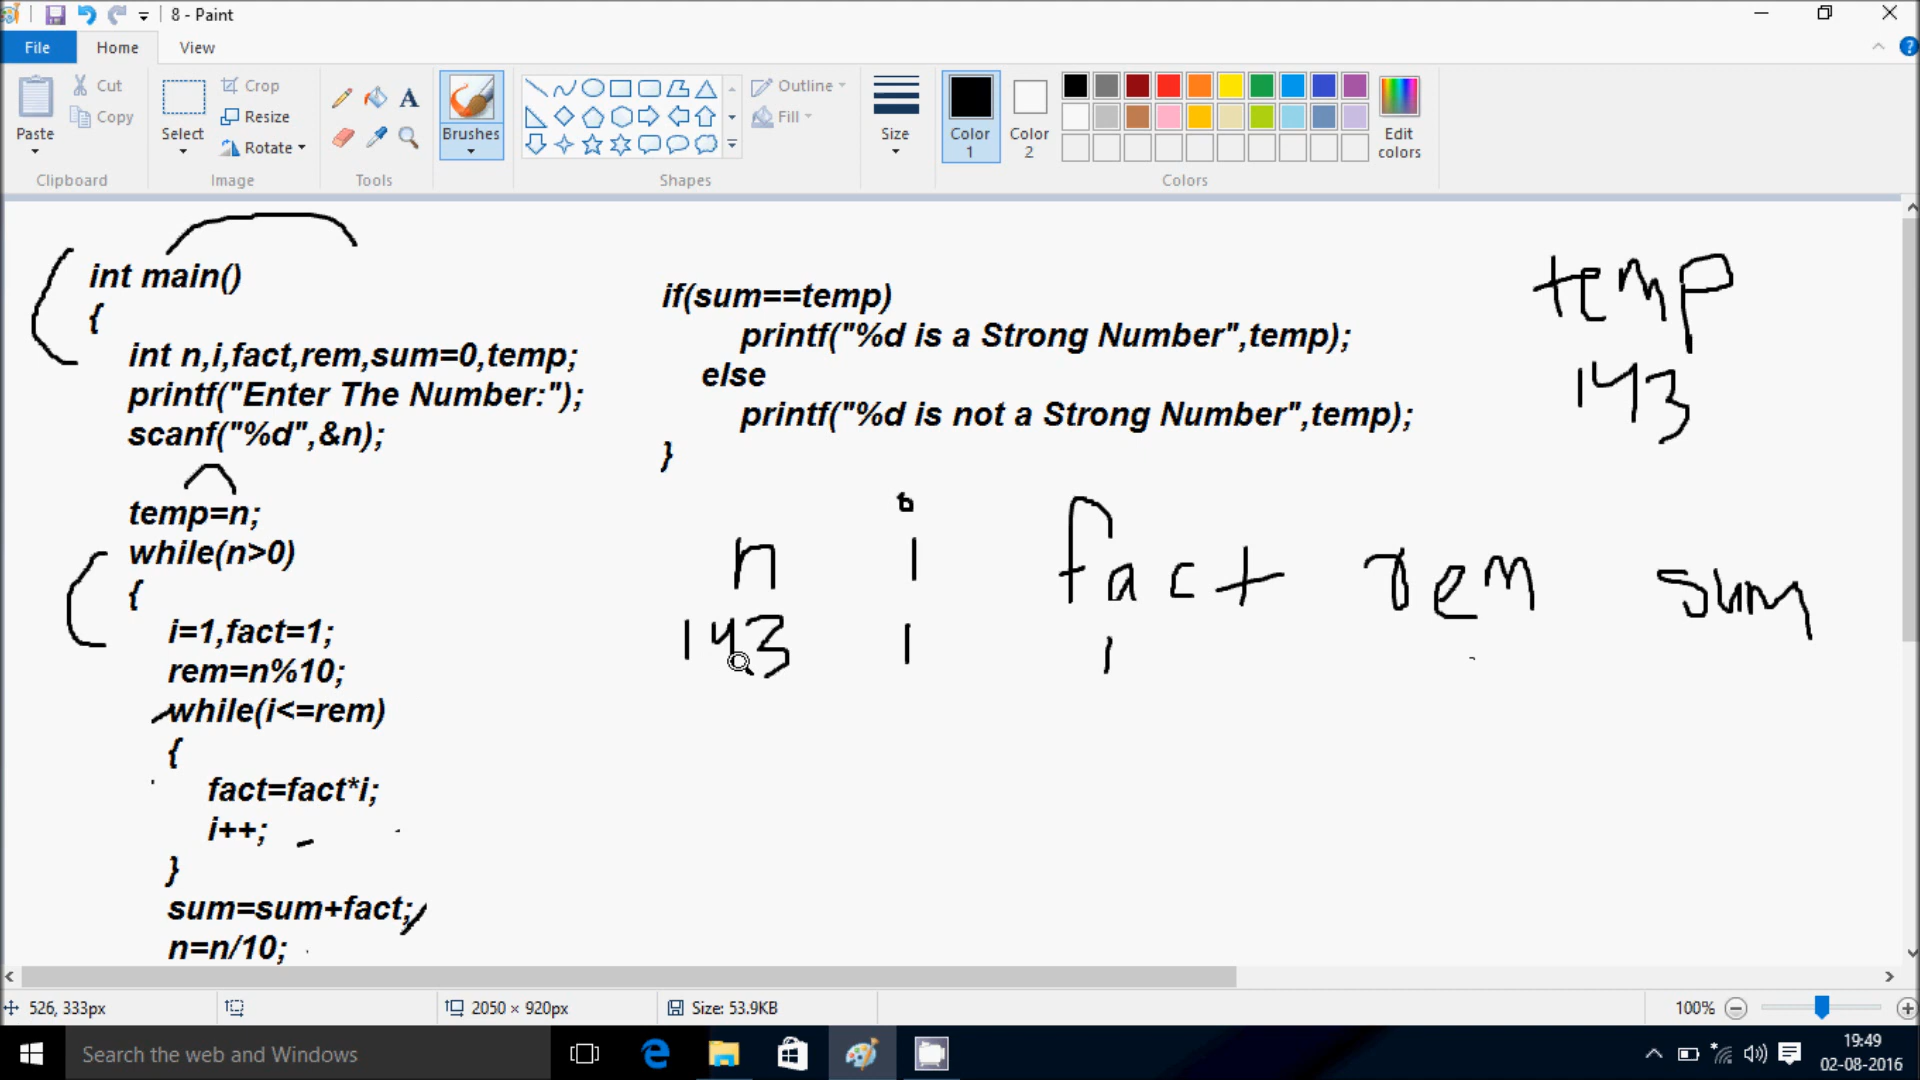 8 - Paint
File Home View
Paste
Cut
Copy
Clipboard
Select
Crop
Resize
Rotate
Image
A
Tools
Brushes
Shapes
Outline
Fill
Size
Color 1
Color 2
Edit colors
Colors
int main()
{
int n,i,fact,rem,sum=0,temp;
printf("Enter The Number:");
scanf("%d",&n);
temp=n;
while(n>0)
{
i=1,fact=1;
rem=n%10;
while(i<=rem)
{
fact=fact*i;
i++;
}
sum=sum+fact;
n=n/10;
if(sum==temp)
printf("%d is a Strong Number",temp);
else
printf("%d is not a Strong Number",temp);
}
temp
143
n i fact rem sum
143 1 1
526, 333px
2050 × 920px
Size: 53.9KB
100%
Search the web and Windows
19:49
02-08-2016